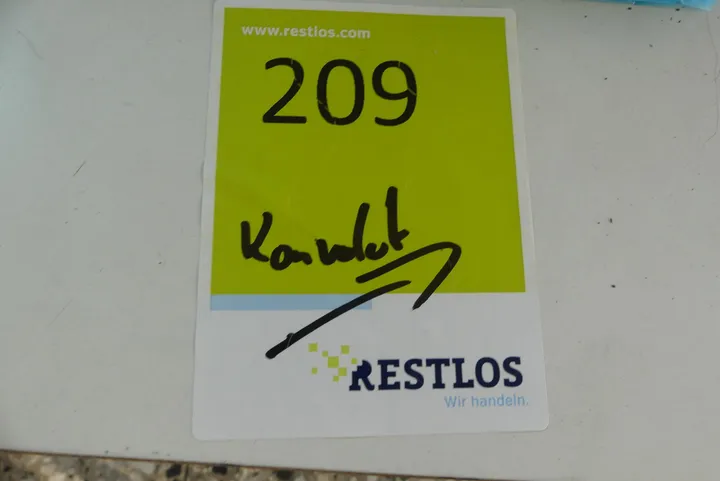 www.restlos.com
209
Konvolut
RESTLOS
Wir handeln.